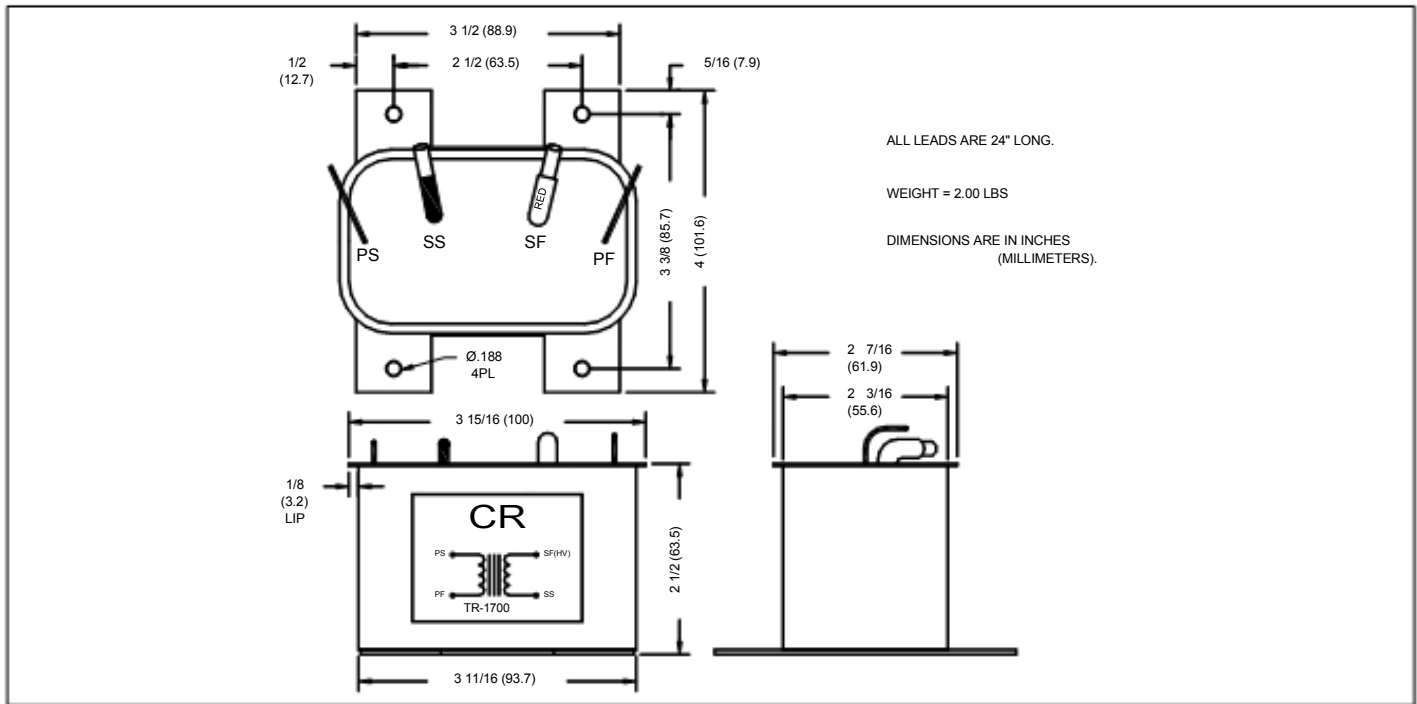 3 1/2 (88.9)
1/2
(12.7)
2 1/2 (63.5)
5/16 (7.9)
ALL LEADS ARE 24" LONG.
WEIGHT = 2.00 LBS
DIMENSIONS ARE IN INCHES
(MILLIMETERS).
RED
PS
SS
SF
PF
3 3/8 (85.7)
4 (101.6)
Ø.188
4PL
2 7/16
(61.9)
2 3/16
(55.6)
3 15/16 (100)
1/8
(3.2)
LIP
CR
PS
SF(HV)
PF
SS
TR-1700
2 1/2 (63.5)
3 11/16 (93.7)